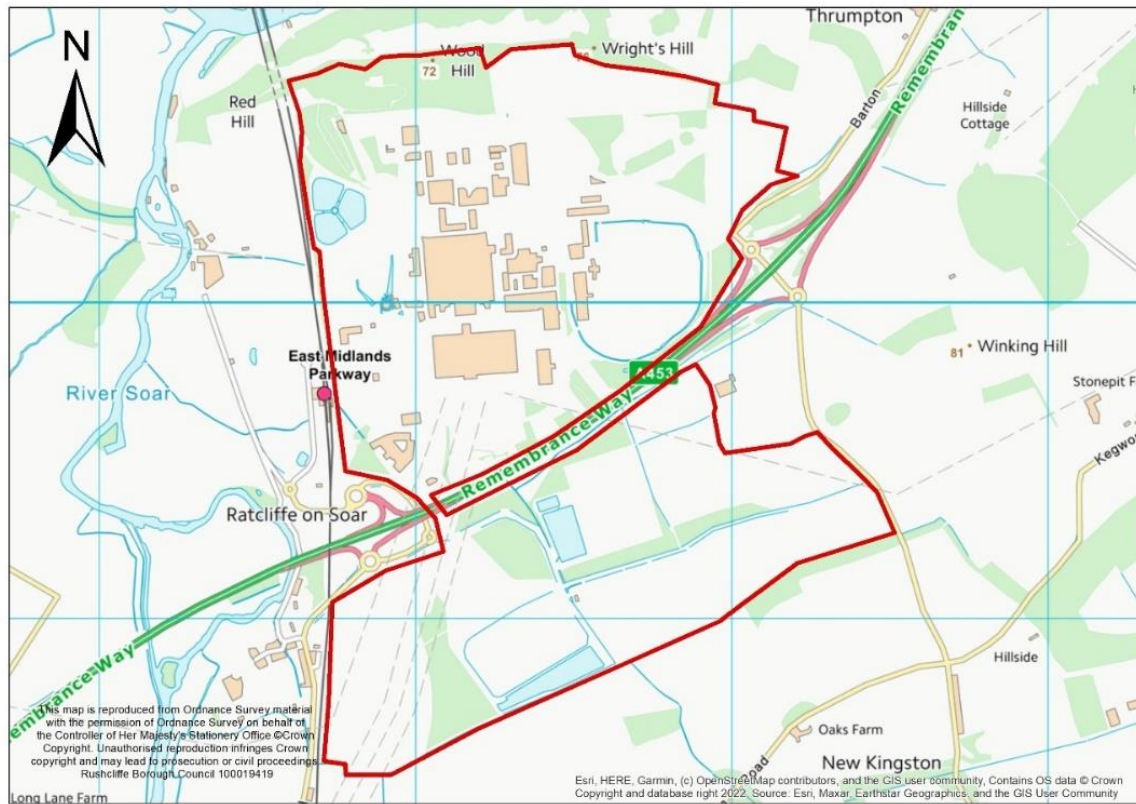 N
Thrumpton
Wood
Hill
72
Wright's Hill
Red
Hill
Barton
Remembran
Hillside
Cottage
East Midlands
Parkway
River Soar
A453
Remembrance Way
81
Winking Hill
Stonepit F
Kegwo
Ratcliffe on Soar
embrance Way
Hillside
Oaks Farm
New Kingston
Road
Long Lane Farm
This map is reproduced from Ordnance Survey material
with the permission of Ordnance Survey on behalf of
the Controller of Her Majesty's Stationery Office ©Crown
Copyright. Unauthorised reproduction infringes Crown
copyright and may lead to prosecution or civil proceedings
Rushcliffe Borough Council 100019419
Esri, HERE, Garmin, (c) OpenStreetMap contributors, and the GIS user community, Contains OS data © Crown
Copyright and database right 2022, Source: Esri, Maxar, Earthstar Geographics, and the GIS User Community